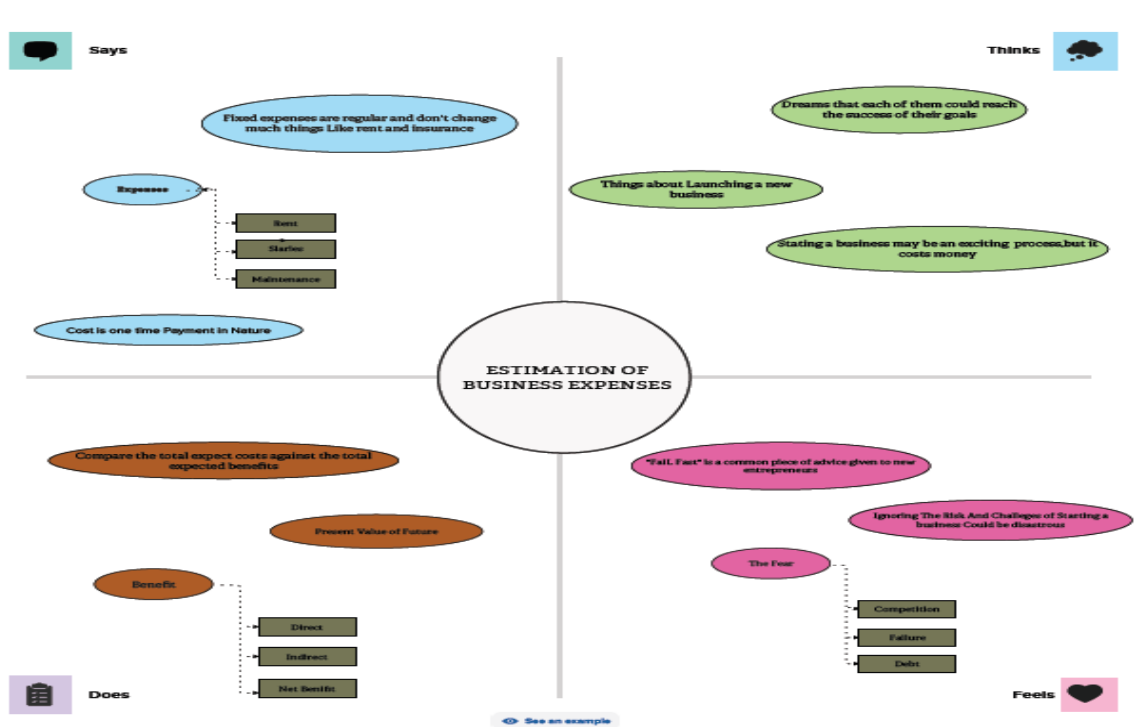 Says
Thinks
Fixed expenses are regular and don't change
much things Like rent and insurance
Expenses
Rent
Slaries
Maintenance
Cost is one time Payment in Nature
Dreams that each of them could reach
the success of their goals
Things about Launching a new
business
Stating a business may be an exciting process,but it
costs money
ESTIMATION OF
BUSINESS EXPENSES
Compare the total expect costs against the total
expected benefits
Present Value of Future
Benefit
Direct
Indirect
Net Benifit
Does
"Fail. Fast" is a common piece of advice given to new
entrepreneurs
Ignoring The Risk And Challeges of Starting a
business Could be disastrous
The Fear
Competition
Failure
Debt
Feels
See an example